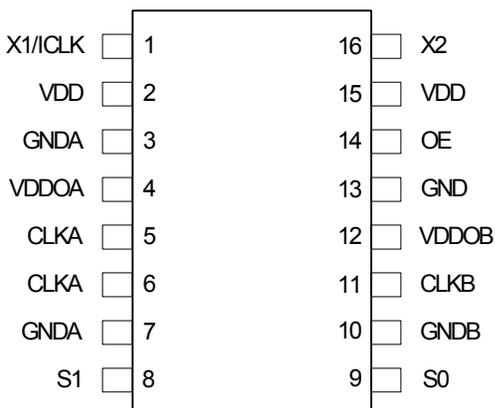 X1/ICLK 1 16 X2
VDD 2 15 VDD
GNDA 3 14 OE
VDDOA 4 13 GND
CLKA 5 12 VDDOB
CLKA 6 11 CLKB
GNDA 7 10 GNDB
S1 8 9 S0